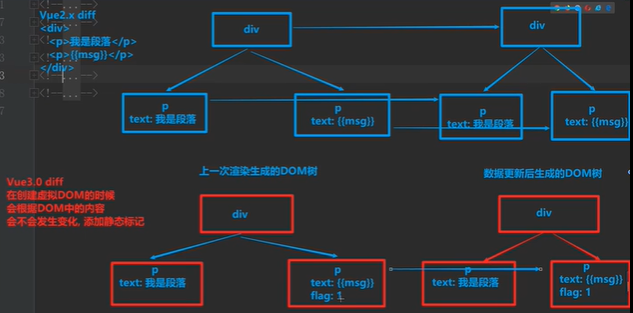 Vue2.x diff
<div>
<p>我是段落</p>
<p>{{msg}}</p>
</div>
div
div
p
text: 我是段落
p
text: {{msg}}
p
text: 我是段落
p
text: {{msg}}
上一次渲染生成的DOM树
数据更新后生成的DOM树
Vue3.0 diff
在创建虚拟DOM的时候
会根据DOM中的内容
会不会发生变化, 添加静态标记
div
div
p
text: 我是段落
p
text: {{msg}}
flag: 1
p
text: 我是段落
p
text: {{msg}}
flag: 1